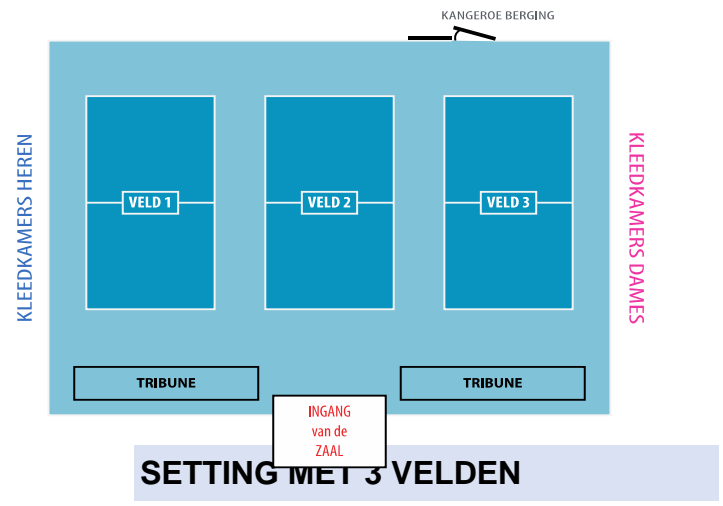 KANGEROE BERGING
KLEEDKAMERS HEREN
VELD 1
VELD 2
VELD 3
KLEEDKAMERS DAMES
TRIBUNE
TRIBUNE
INGANG
van de
ZAAL
SETTING MET 3 VELDEN